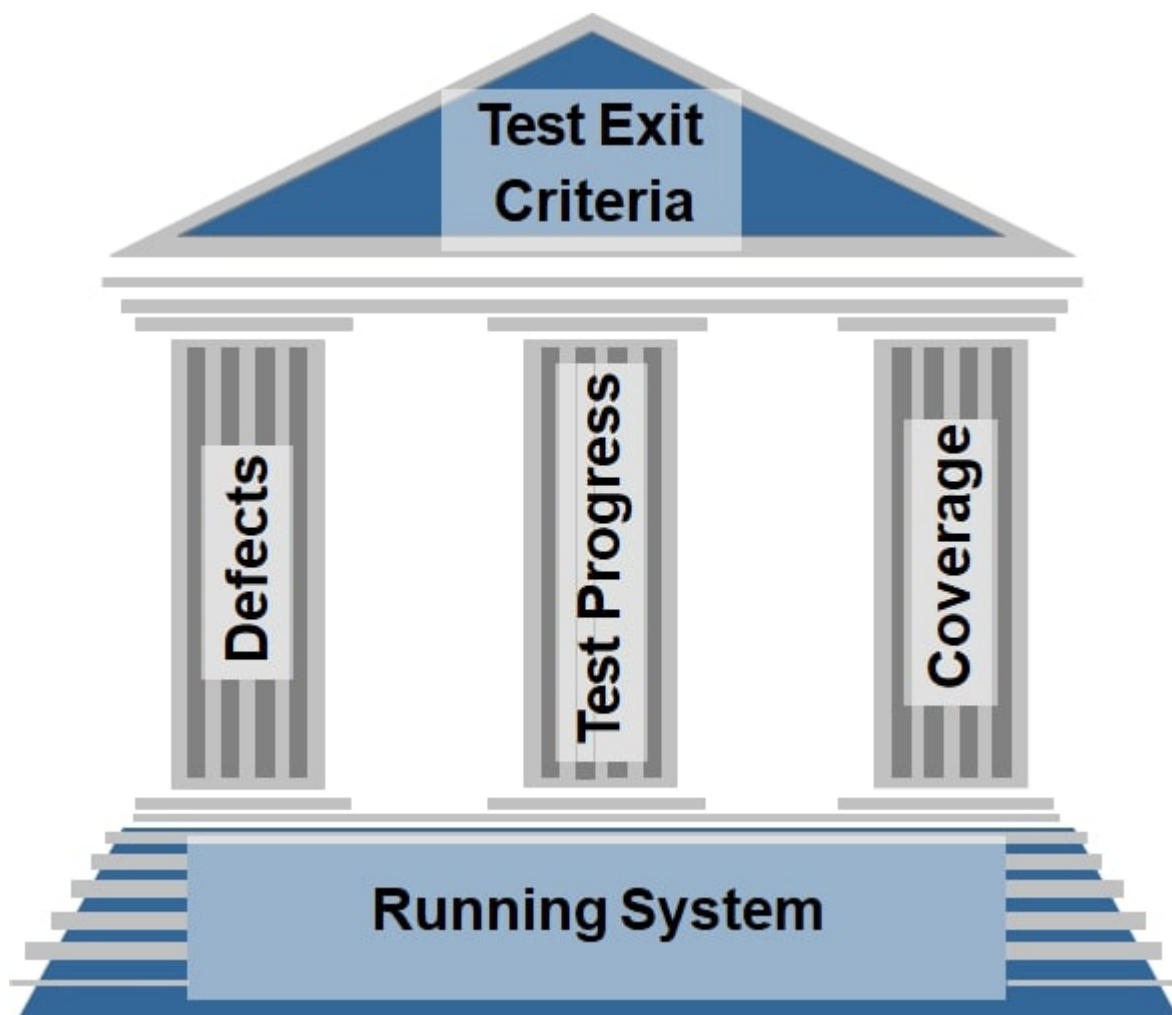 Test Exit
Criteria
Defects
Test Progress
Coverage
Running System